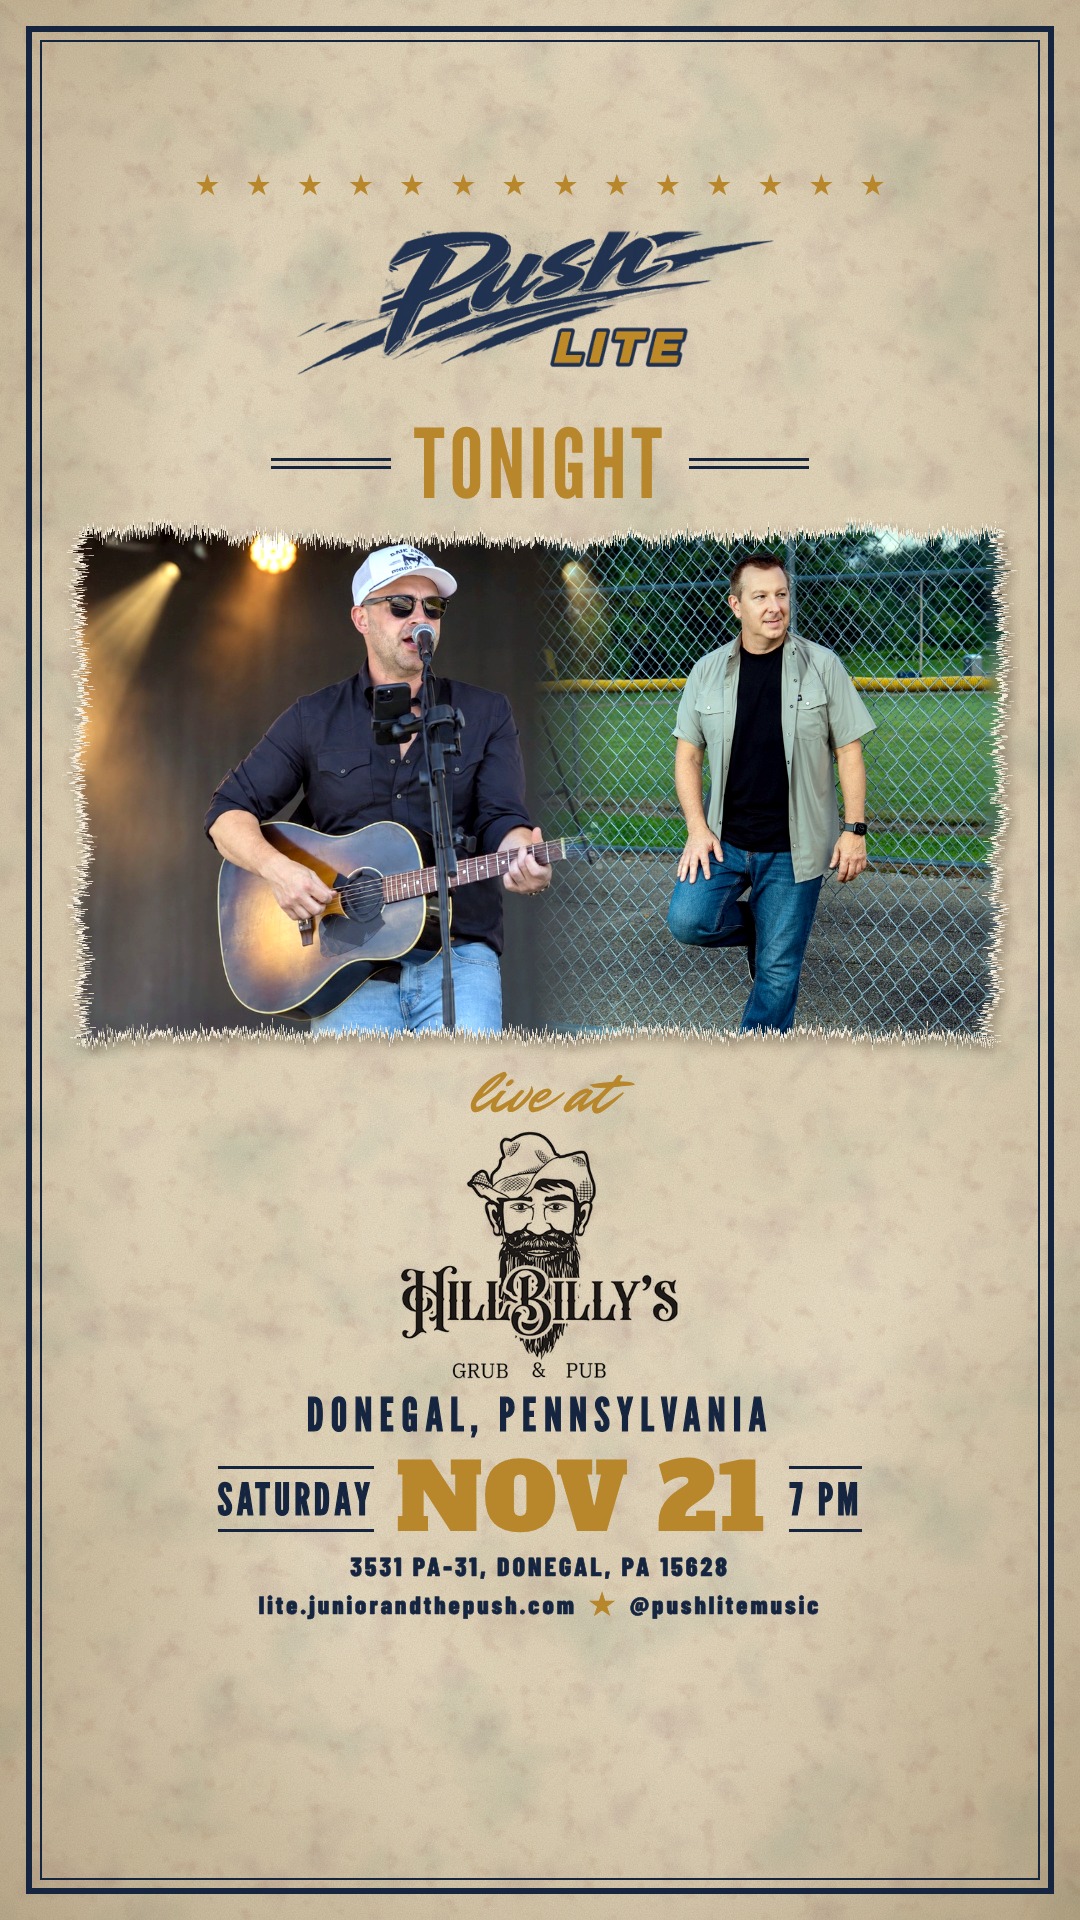 Push
LITE
TONIGHT
live at
HILLBILLY'S
GRUB & PUB
DONEGAL, PENNSYLVANIA
SATURDAY NOV 21 7 PM
3531 PA-31, DONEGAL, PA 15628
lite.juniorandthepush.com ★ @pushlitemusic